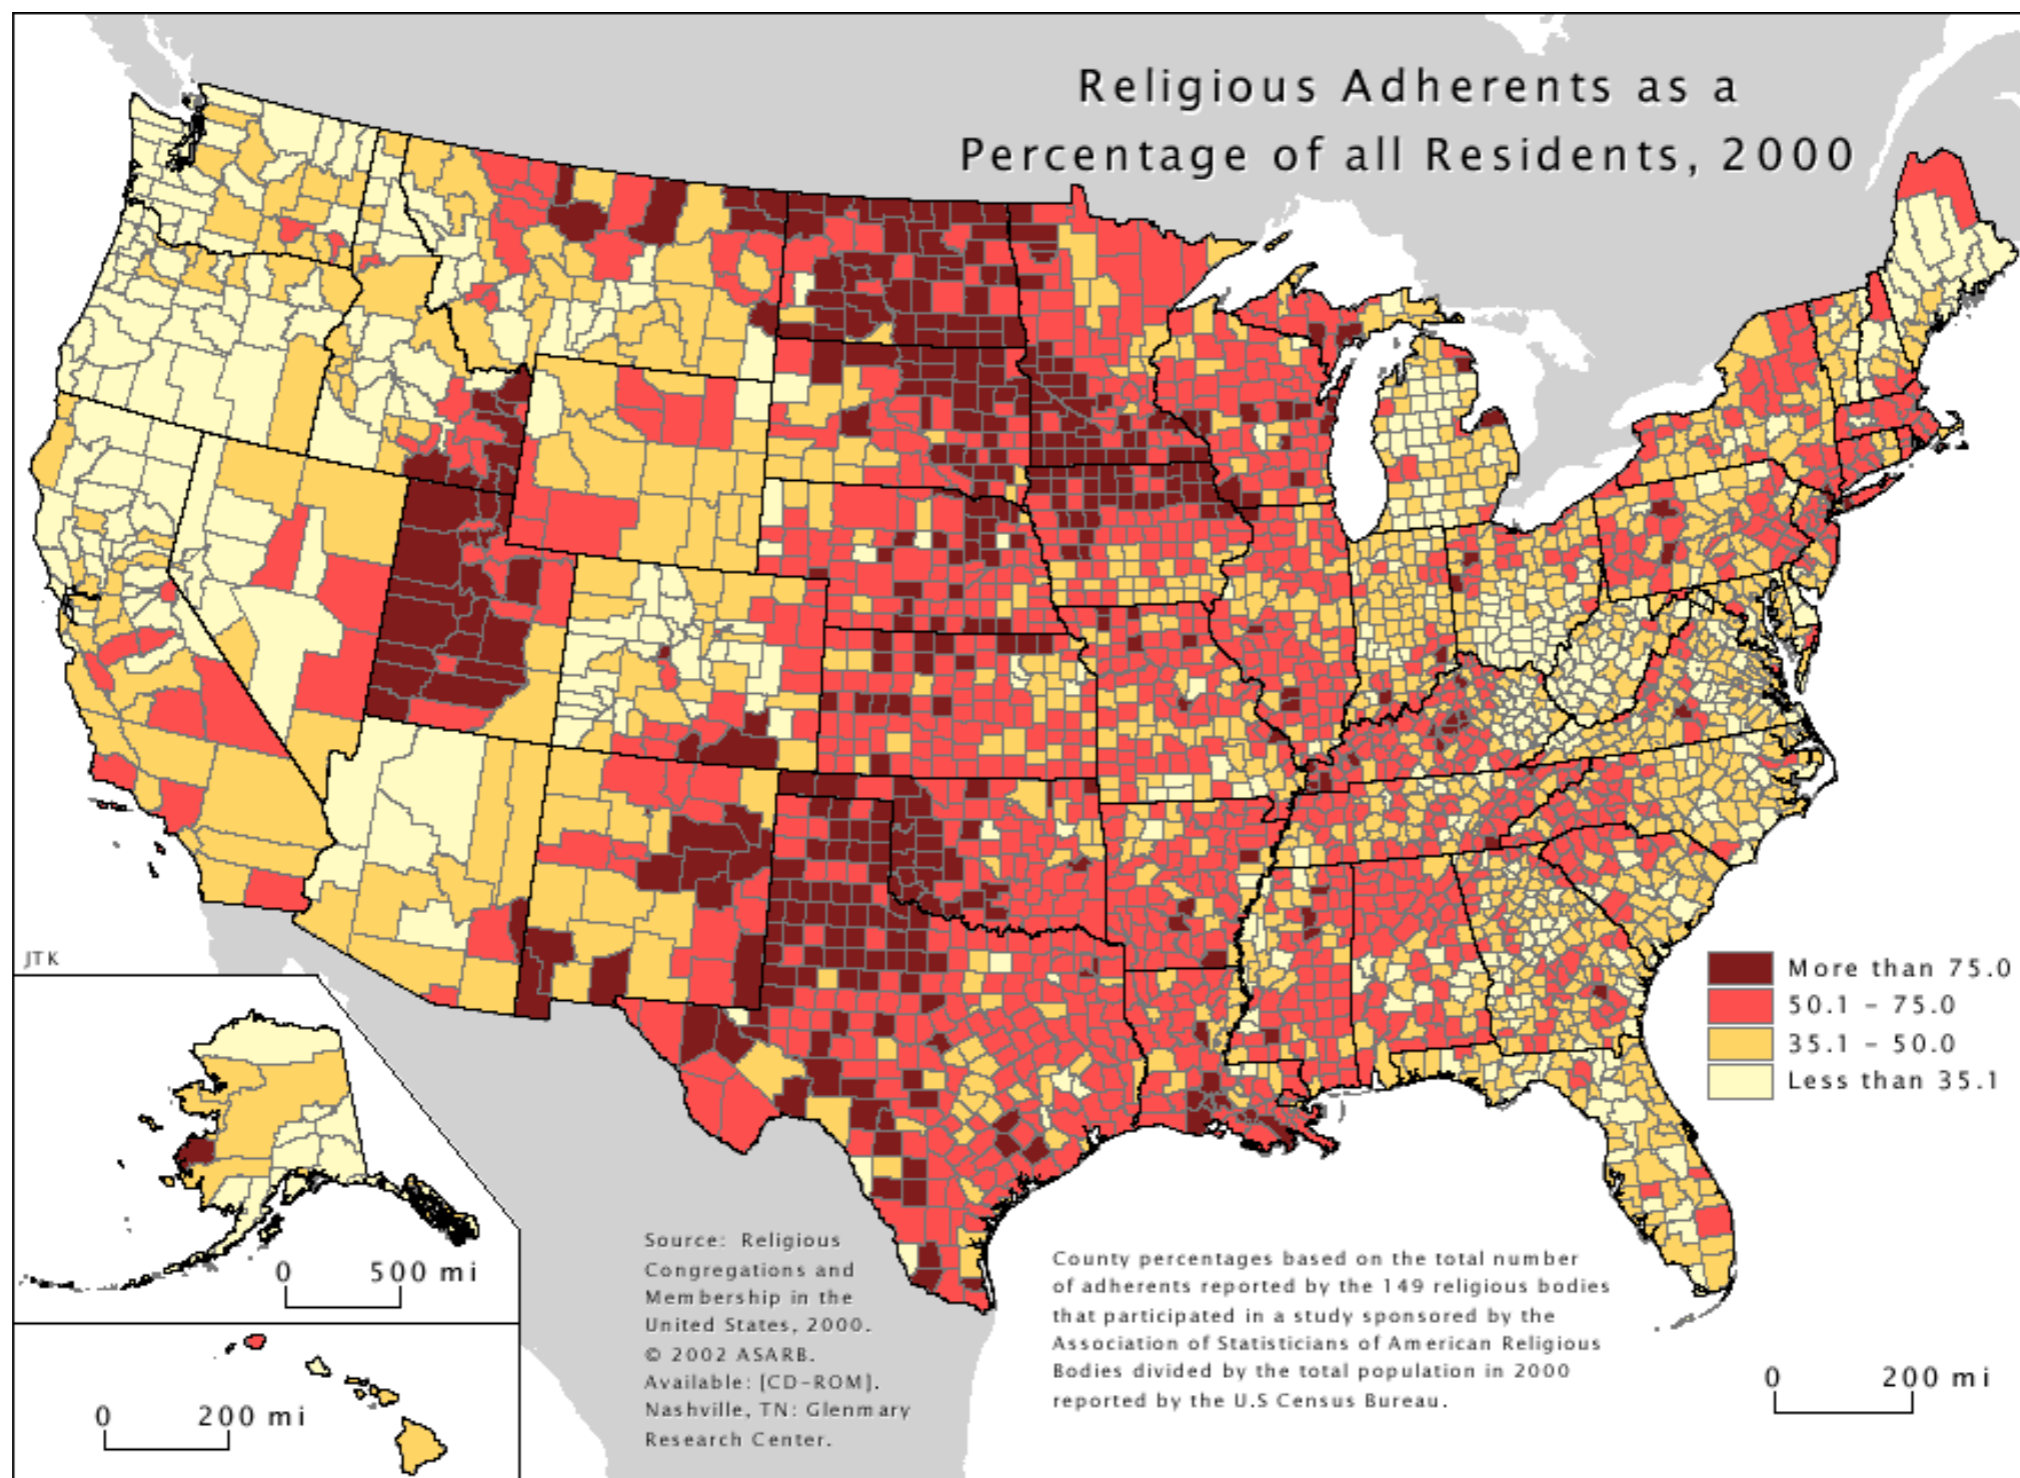 Religious Adherents as a
Percentage of all Residents, 2000
JTK
More than 75.0
50.1 – 75.0
35.1 – 50.0
Less than 35.1
0 500 mi
0 200 mi
Source: Religious
Congregations and
Membership in the
United States, 2000.
© 2002 ASARB.
Available: [CD-ROM].
Nashville, TN: Glenmary
Research Center.
County percentages based on the total number
of adherents reported by the 149 religious bodies
that participated in a study sponsored by the
Association of Statisticians of American Religious
Bodies divided by the total population in 2000
reported by the U.S Census Bureau.
0 200 mi